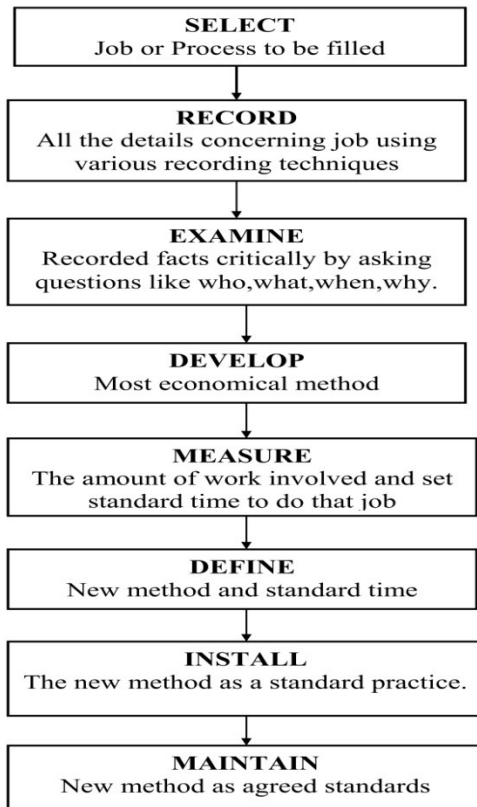 SELECT
Job or Process to be filled
RECORD
All the details concerning job using
various recording techniques
EXAMINE
Recorded facts critically by asking
questions like who,what,when,why.
DEVELOP
Most economical method
MEASURE
The amount of work involved and set
standard time to do that job
DEFINE
New method and standard time
INSTALL
The new method as a standard practice.
MAINTAIN
New method as agreed standards